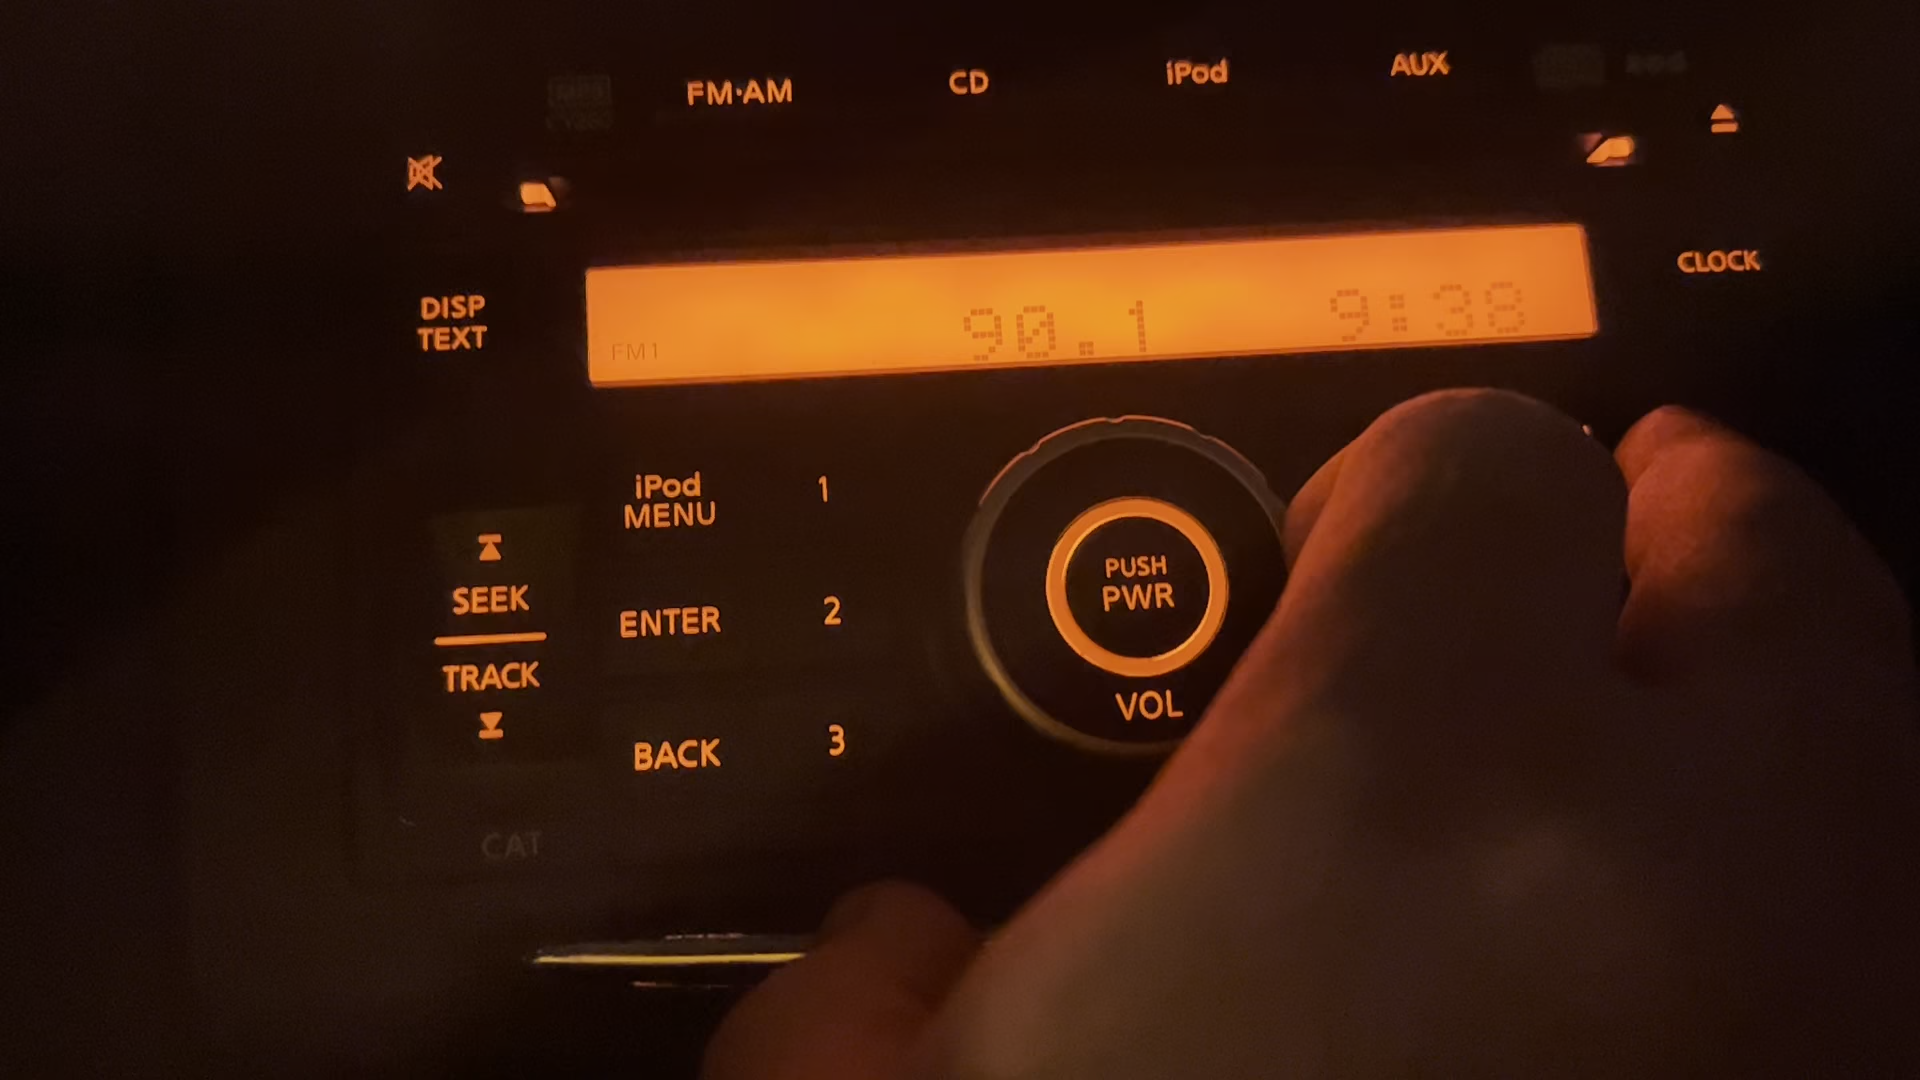 FM·AM
CD
iPod
AUX
DISP
TEXT
FM1
90.1
9:38
CLOCK
iPod
MENU
1
SEEK
TRACK
ENTER
2
BACK
3
PUSH
PWR
VOL
CAT